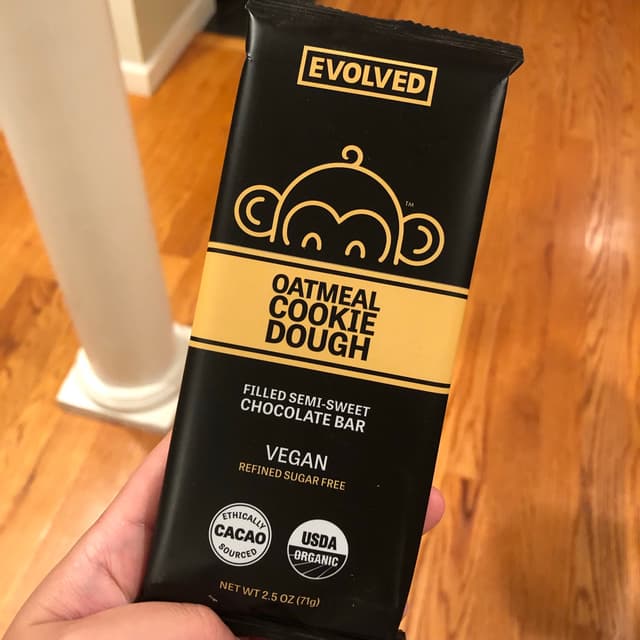 EVOLVED
TM
OATMEAL
COOKIE
DOUGH
FILLED SEMI-SWEET
CHOCOLATE BAR
VEGAN
REFINED SUGAR FREE
ETHICALLY
CACAO
SOURCED
USDA
ORGANIC
NET WT 2.5 OZ (71g)